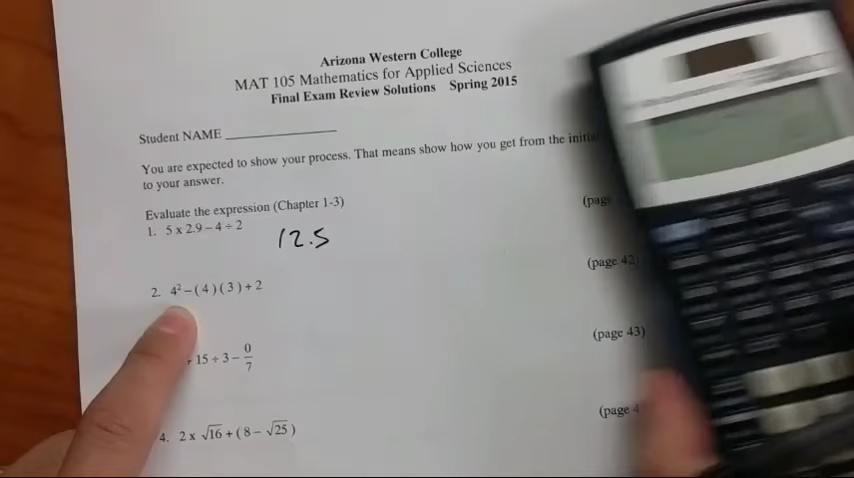 Arizona Western College
MAT 105 Mathematics for Applied Sciences
Final Exam Review Solutions Spring 2015
Student NAME ____________
You are expected to show your process. That means show how you get from the
to your answer.
Evaluate the expression (Chapter 1-3)
1. 5 x 2.9 – 4 ÷ 2
12.5
2. 4² – ( 4 ) ( 3 ) + 2
(page 42)
15 ÷ 3 – 0/7
(page 43)
4. 2 x √16 + ( 8 – √25 )